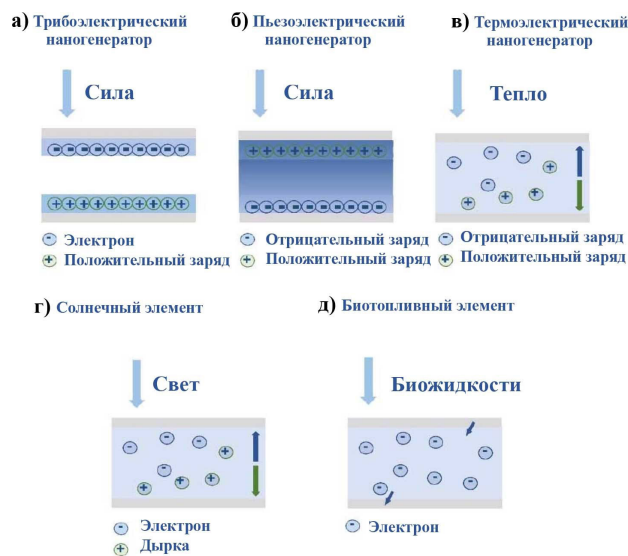 а) Трибоэлектрический
наногенератор
Сила
Электрон
Положительный заряд
б) Пьезоэлектрический
наногенератор
Сила
Отрицательный заряд
Положительный заряд
в) Термоэлектрический
наногенератор
Тепло
Отрицательный заряд
Положительный заряд
г) Солнечный элемент
Свет
Электрон
Дырка
д) Биотопливный элемент
Биожидкости
Электрон